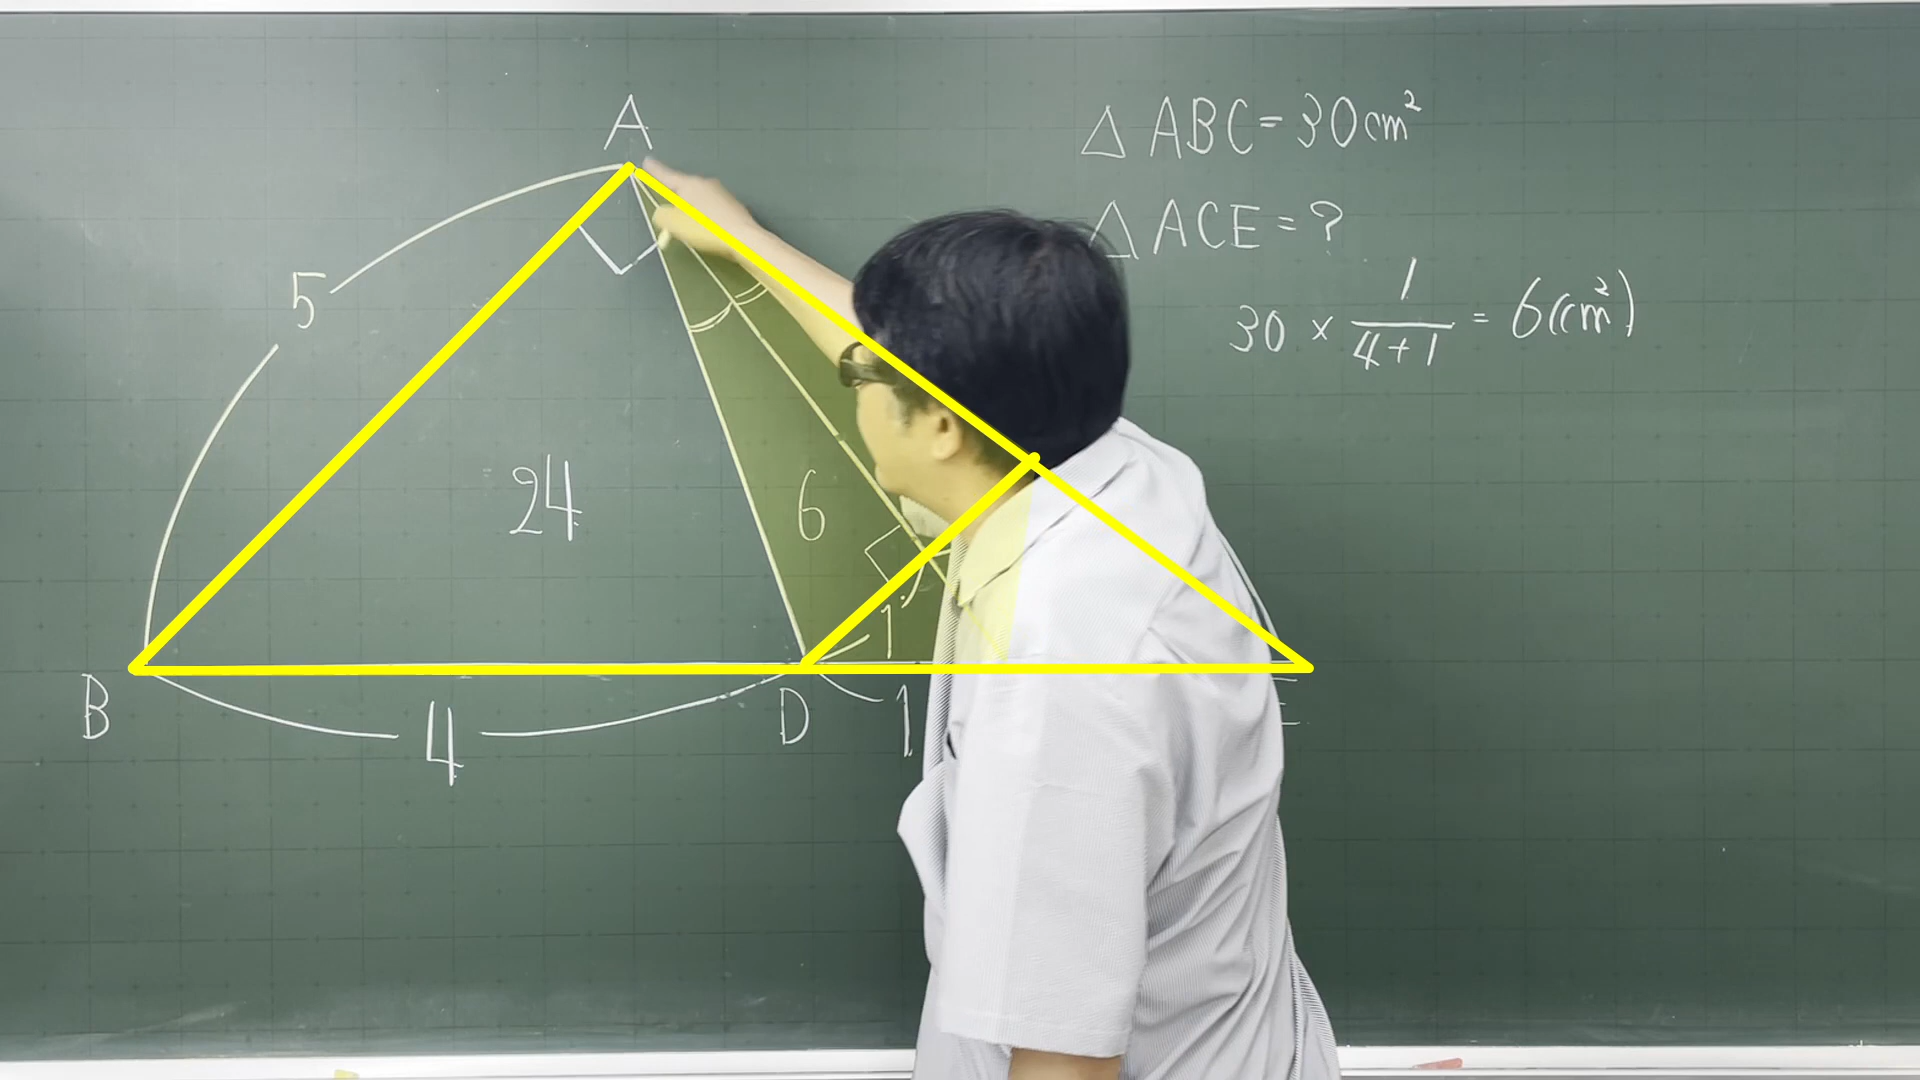 A
△ABC=30cm²
△ACE=?
30×1/(4+1)=6(cm²)
5
24
6
1
B
4
D
1